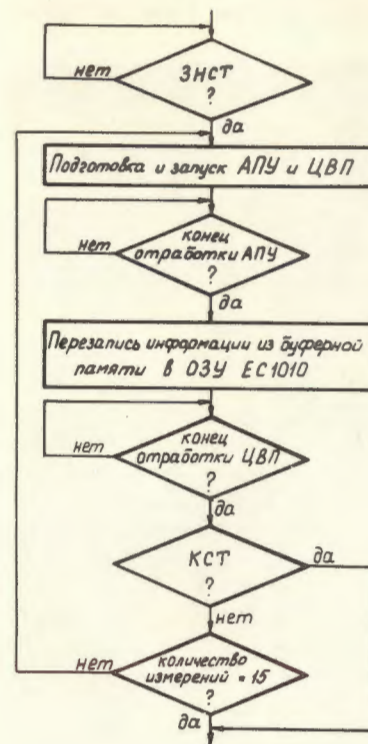 ЗНСТ
нет
?
да
Подготовка и запуск АПУ и ЦВП
конец
нет
отработки АПУ
?
да
Перезапись информации из буферной
памяти в ОЗУ ЕС1010
конец
нет
отработки ЦВП
?
да
КСТ
да
?
нет
нет
количество
измерений = 15
?
да